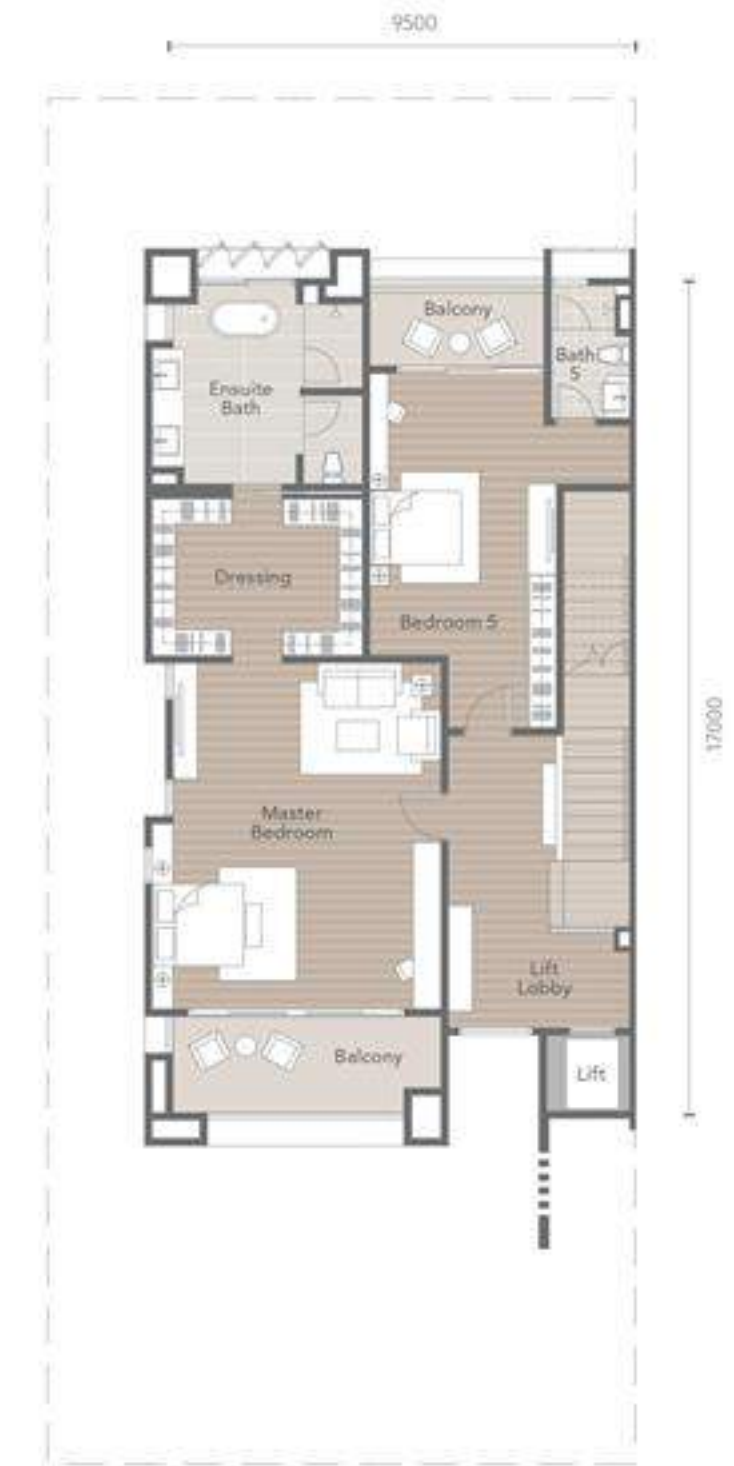 9500
Balcony
Bath
5
Ensuite
Bath
Dressing
Bedroom 5
17000
Master
Bedroom
Lift
Lobby
Balcony
Lift